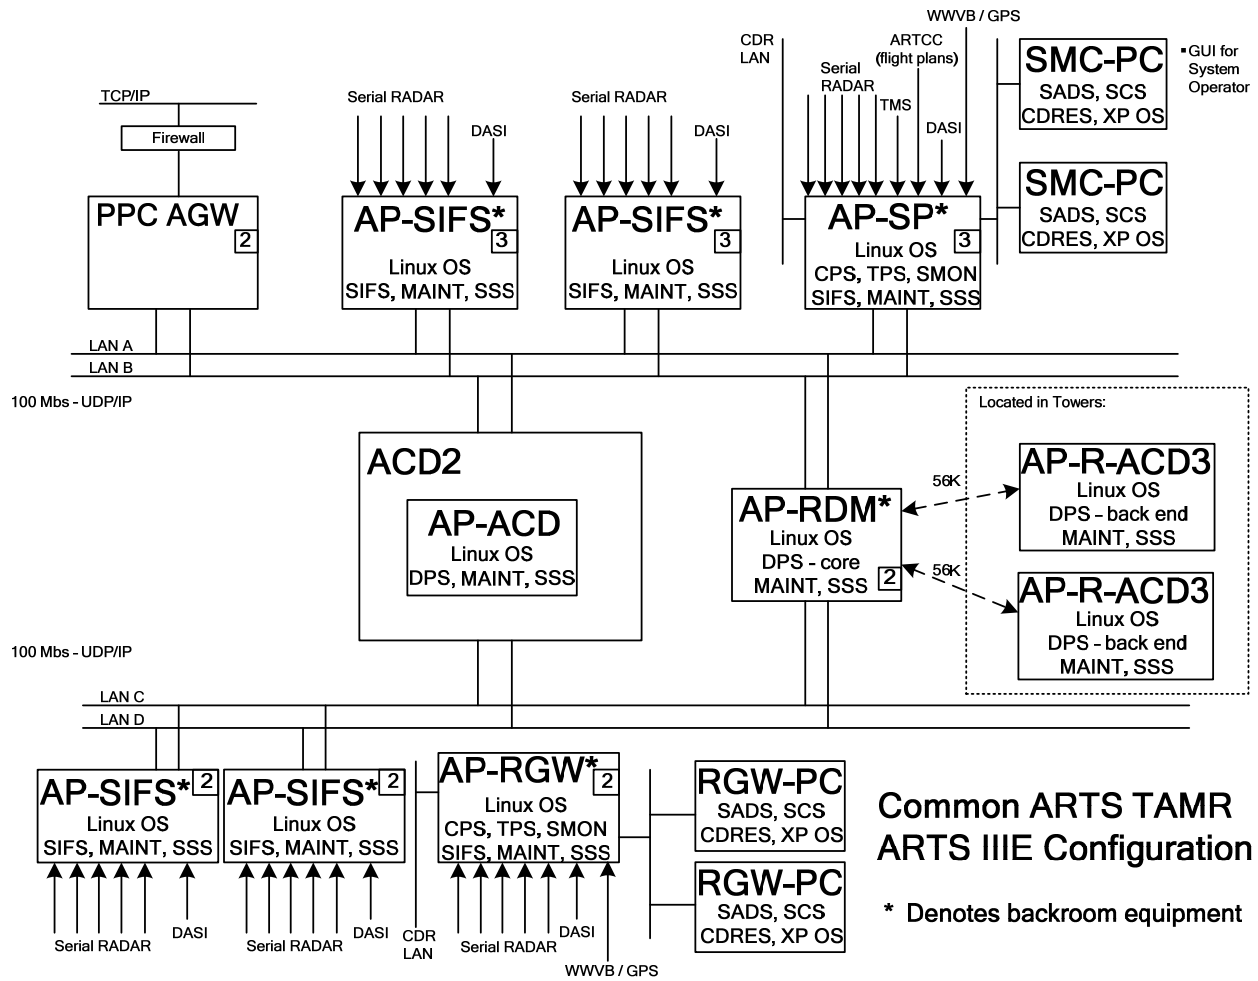 TCP/IP
Firewall
PPC AGW
2
Serial RADAR
DASI
AP-SIFS*
3
Linux OS
SIFS, MAINT, SSS
Serial RADAR
DASI
AP-SIFS*
3
Linux OS
SIFS, MAINT, SSS
CDR
LAN
Serial
RADAR
TMS
ARTCC
(flight plans)
DASI
WWVB / GPS
AP-SP*
3
Linux OS
CPS, TPS, SMON
SIFS, MAINT, SSS
SMC-PC
SADS, SCS
CDRES, XP OS
▪ GUI for
System
Operator
SMC-PC
SADS, SCS
CDRES, XP OS
LAN A
LAN B
100 Mbs - UDP/IP
ACD2
AP-ACD
Linux OS
DPS, MAINT, SSS
AP-RDM*
Linux OS
DPS - core
MAINT, SSS
2
56K
56K
Located in Towers:
AP-R-ACD3
Linux OS
DPS - back end
MAINT, SSS
AP-R-ACD3
Linux OS
DPS - back end
MAINT, SSS
100 Mbs - UDP/IP
LAN C
LAN D
AP-SIFS*
2
Linux OS
SIFS, MAINT, SSS
Serial RADAR
DASI
AP-SIFS*
2
Linux OS
SIFS, MAINT, SSS
Serial RADAR
DASI
CDR
LAN
AP-RGW*
2
Linux OS
CPS, TPS, SMON
SIFS, MAINT, SSS
Serial RADAR
DASI
WWVB / GPS
RGW-PC
SADS, SCS
CDRES, XP OS
RGW-PC
SADS, SCS
CDRES, XP OS
Common ARTS TAMR
ARTS IIIE Configuration
* Denotes backroom equipment